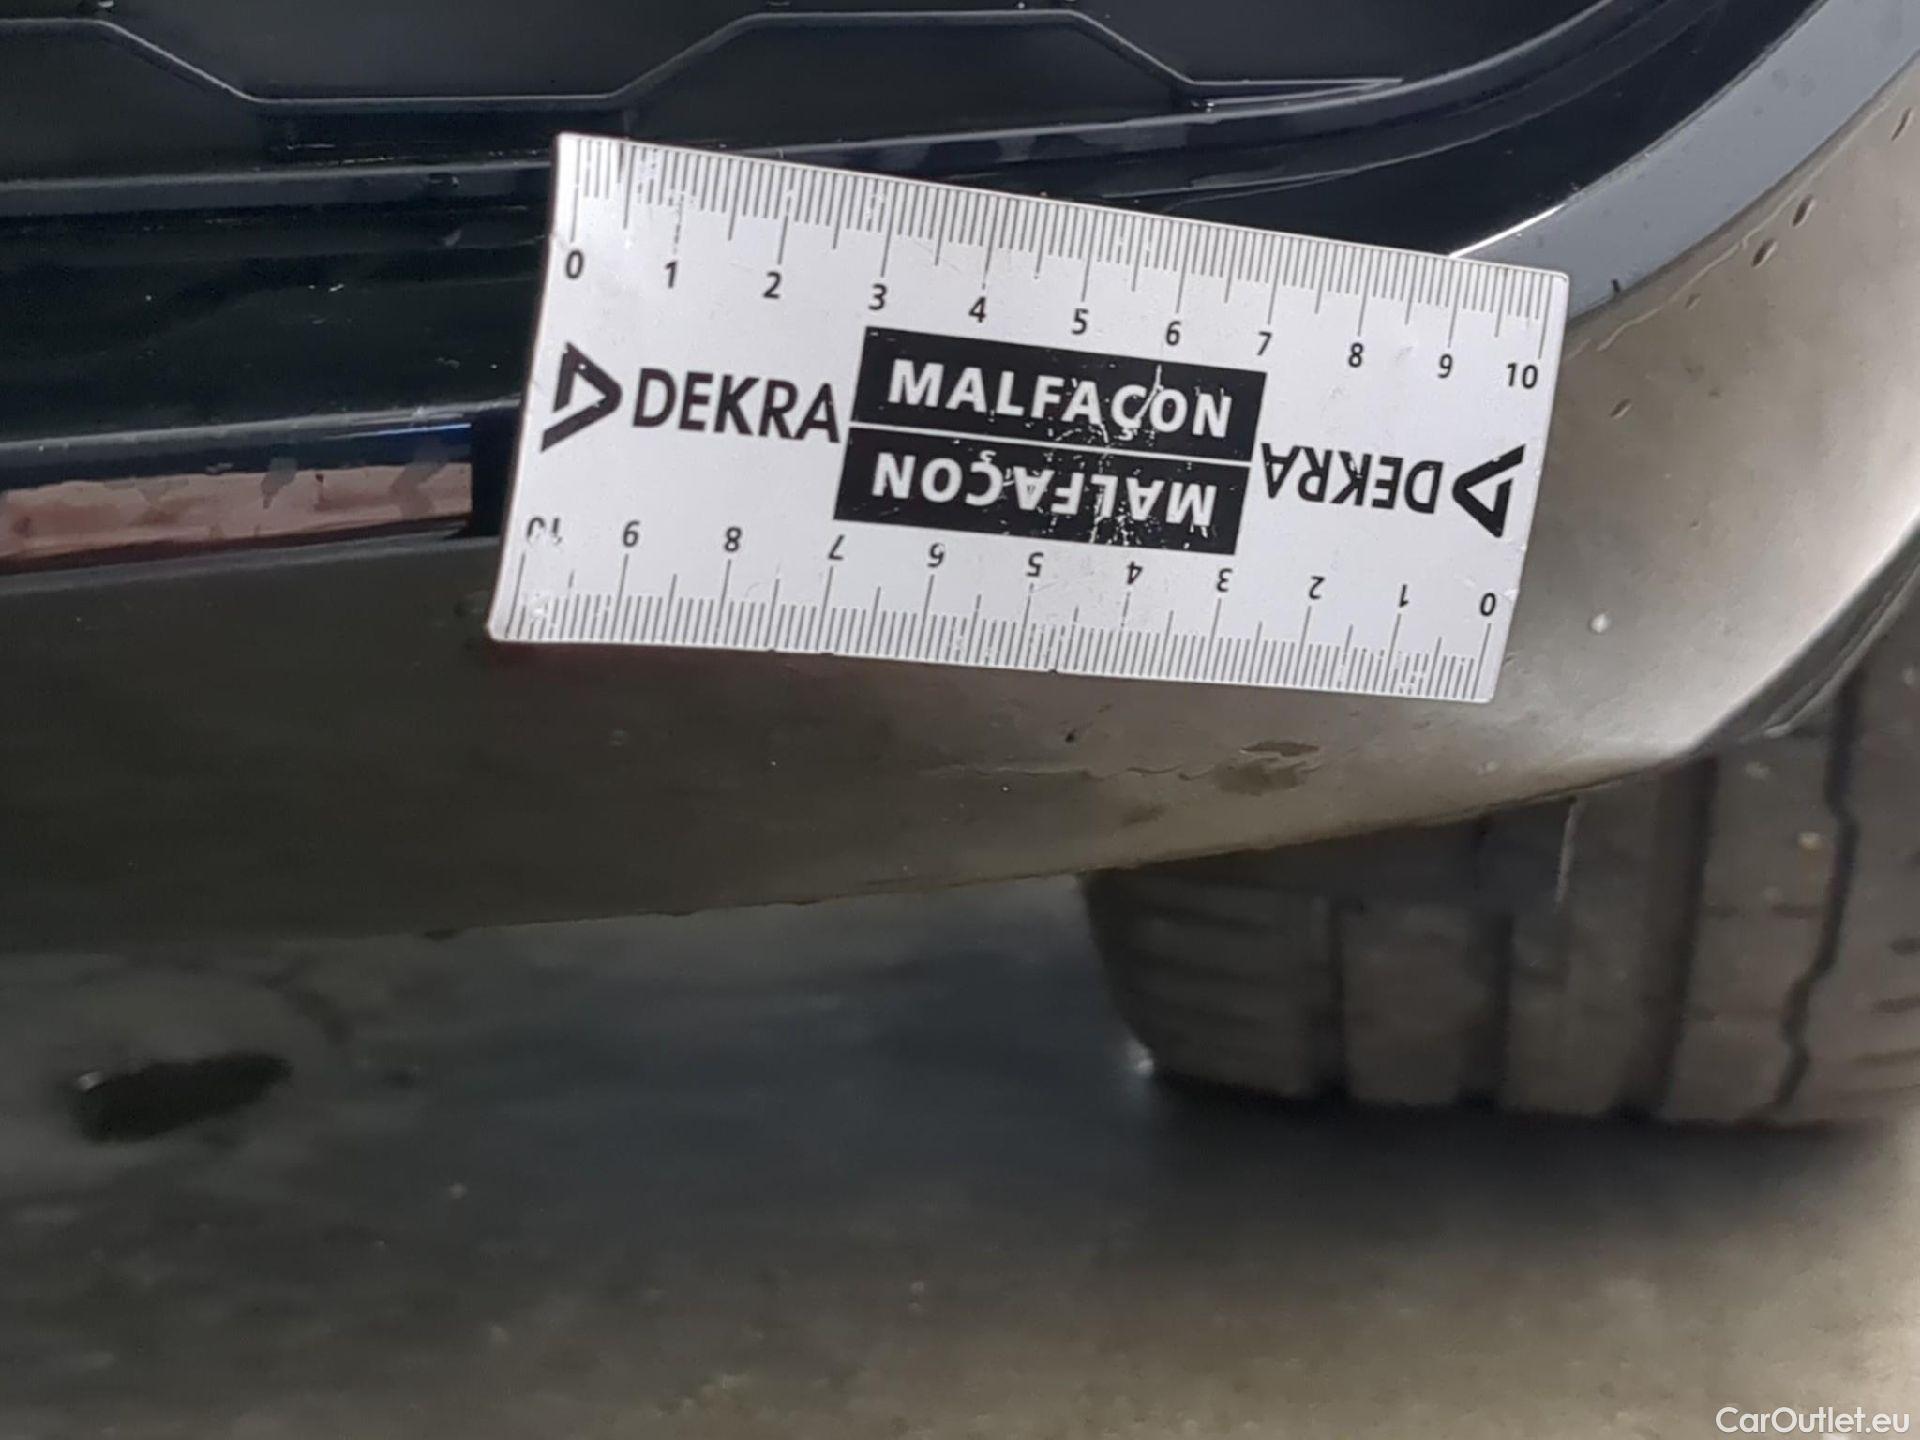 0 1 2 3 4 5 6 7 8 9 10
DEKRA MALFAÇON
MALFAÇON DEKRA
10 9 8 7 6 5 4 3 2 1 0
CarOutlet.eu